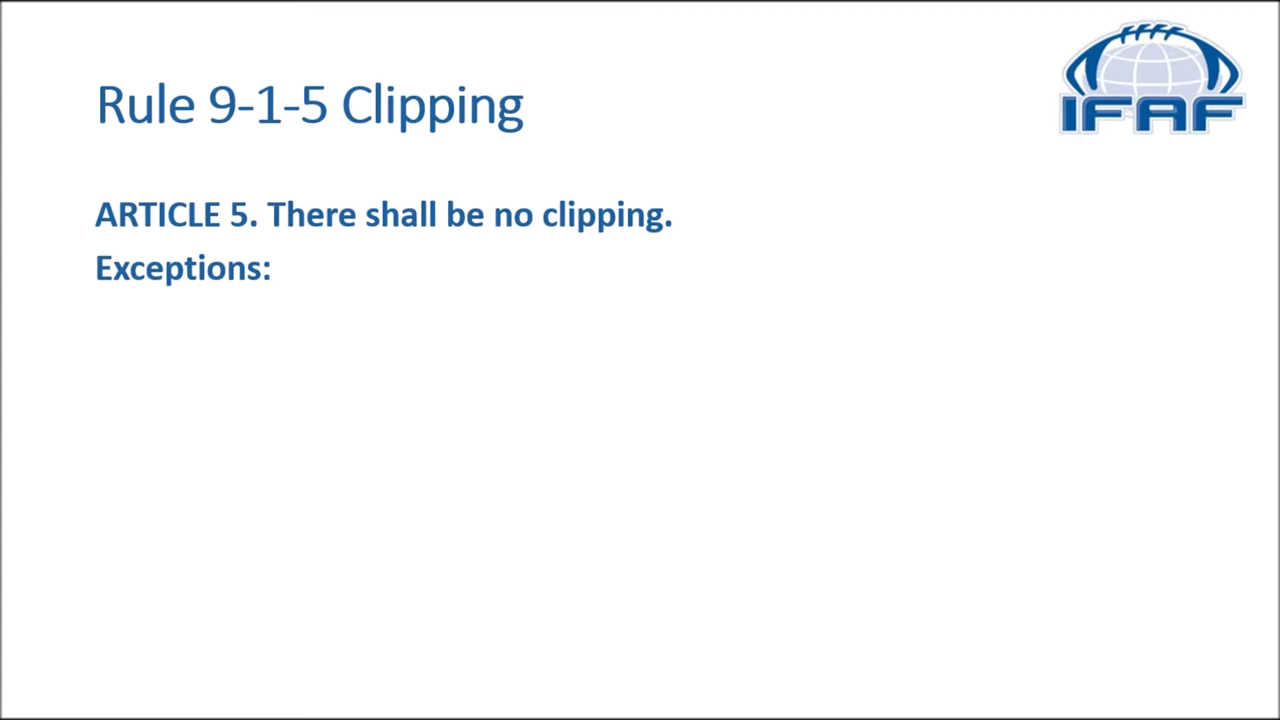 Rule 9-1-5 Clipping
IFAF
ARTICLE 5. There shall be no clipping.
Exceptions: